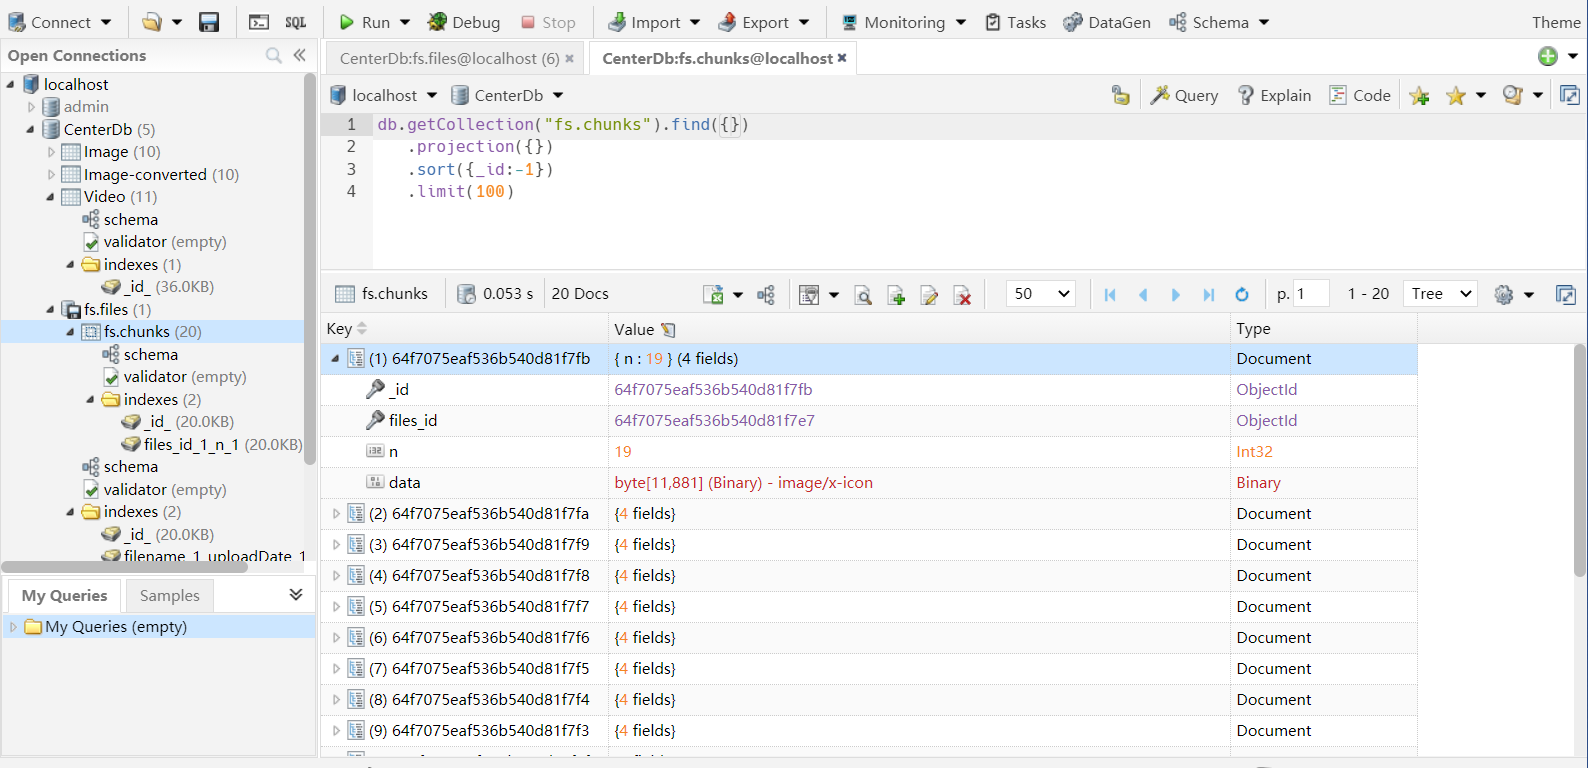 Connect SQL Run Debug Stop Import Export Monitoring Tasks DataGen Schema Theme
Open Connections
localhost
admin
CenterDb (5)
Image (10)
Image-converted (10)
Video (11)
schema
validator (empty)
indexes (1)
_id_ (36.0KB)
fs.files (1)
fs.chunks (20)
schema
validator (empty)
indexes (2)
_id_ (20.0KB)
files_id_1_n_1 (20.0KB)
schema
validator (empty)
indexes (2)
_id_ (20.0KB)
filename_1_uploadDate_1
My Queries Samples
My Queries (empty)
CenterDb:fs.files@localhost (6) CenterDb:fs.chunks@localhost
localhost CenterDb Query Explain Code
1 db.getCollection("fs.chunks").find({})
2 .projection({})
3 .sort({_id:-1})
4 .limit(100)
fs.chunks 0.053 s 20 Docs 50 p. 1 1 - 20 Tree
Key Value Type
(1) 64f7075eaf536b540d81f7fb { n : 19 } (4 fields) Document
_id 64f7075eaf536b540d81f7fb ObjectId
files_id 64f7075eaf536b540d81f7e7 ObjectId
i32 n 19 Int32
data byte[11,881] (Binary) - image/x-icon Binary
(2) 64f7075eaf536b540d81f7fa {4 fields} Document
(3) 64f7075eaf536b540d81f7f9 {4 fields} Document
(4) 64f7075eaf536b540d81f7f8 {4 fields} Document
(5) 64f7075eaf536b540d81f7f7 {4 fields} Document
(6) 64f7075eaf536b540d81f7f6 {4 fields} Document
(7) 64f7075eaf536b540d81f7f5 {4 fields} Document
(8) 64f7075eaf536b540d81f7f4 {4 fields} Document
(9) 64f7075eaf536b540d81f7f3 {4 fields} Document